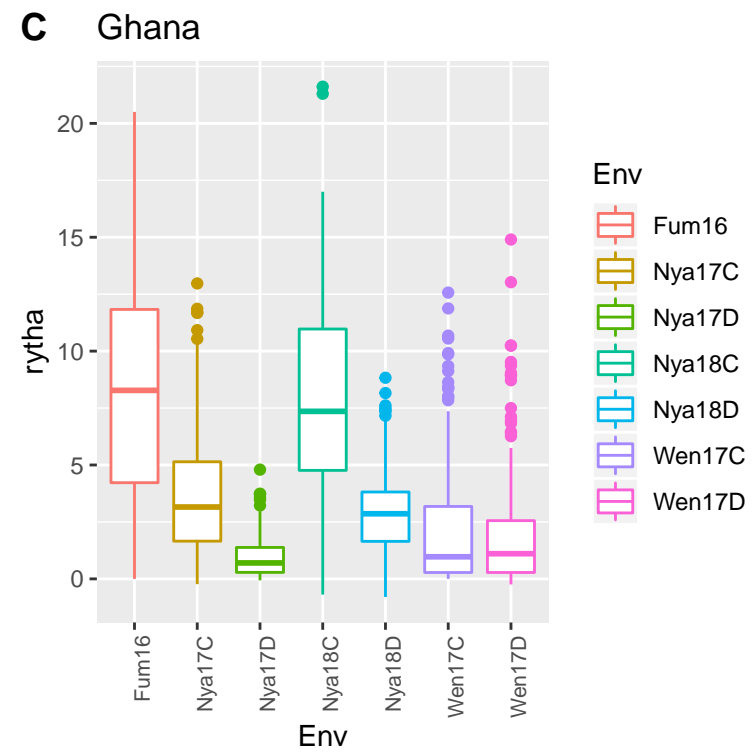 C Ghana
20
15
10
5
0
rytha
Fum16
Nya17C
Nya17D
Nya18C
Nya18D
Wen17C
Wen17D
Env
Env
Fum16
Nya17C
Nya17D
Nya18C
Nya18D
Wen17C
Wen17D